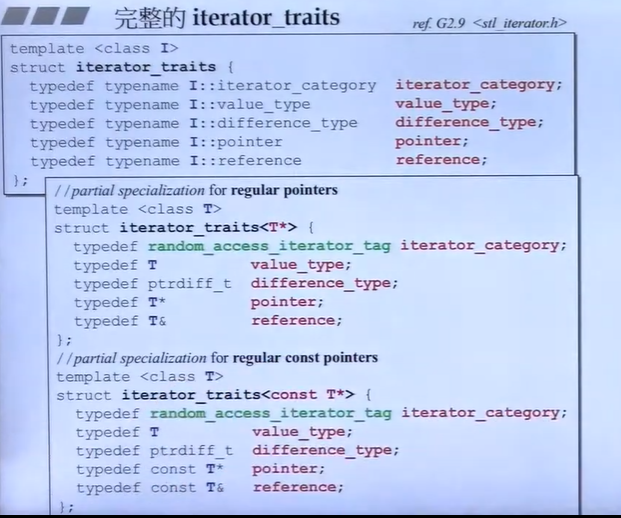 完整的 iterator_traits
ref. G2.9 <stl_iterator.h>
template <class I>
struct iterator_traits {
typedef typename I::iterator_category iterator_category;
typedef typename I::value_type value_type;
typedef typename I::difference_type difference_type;
typedef typename I::pointer pointer;
typedef typename I::reference reference;
};
//partial specialization for regular pointers
template <class T>
struct iterator_traits<T*> {
typedef random_access_iterator_tag iterator_category;
typedef T value_type;
typedef ptrdiff_t difference_type;
typedef T* pointer;
typedef T& reference;
};
//partial specialization for regular const pointers
template <class T>
struct iterator_traits<const T*> {
typedef random_access_iterator_tag iterator_category;
typedef T value_type;
typedef ptrdiff_t difference_type;
typedef const T* pointer;
typedef const T& reference;
};